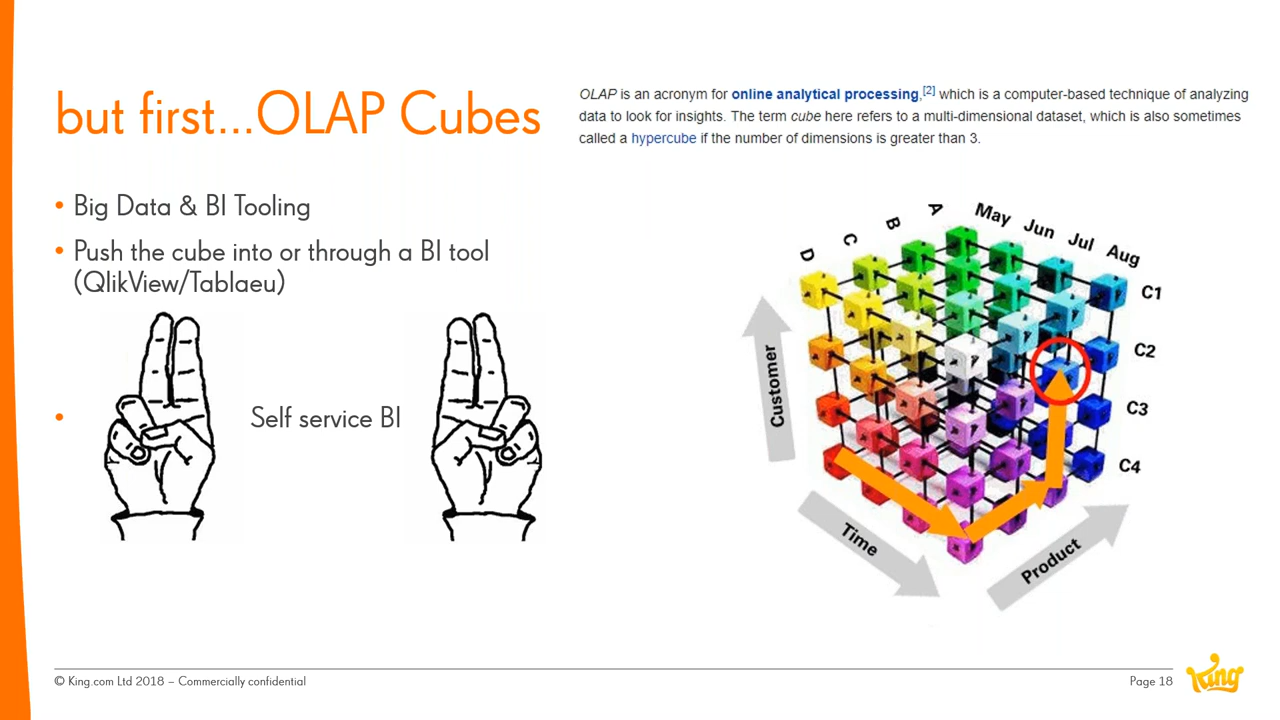 but first...OLAP Cubes
OLAP is an acronym for online analytical processing,[2] which is a computer-based technique of analyzing
data to look for insights. The term cube here refers to a multi-dimensional dataset, which is also sometimes
called a hypercube if the number of dimensions is greater than 3.
• Big Data & BI Tooling
• Push the cube into or through a BI tool
(QlikView/Tablaeu)
• Self service BI
D C B A May Jun Jul Aug
C1
C2
C3
C4
Customer
Time
Product
© King.com Ltd 2018 – Commercially confidential
Page 18
King